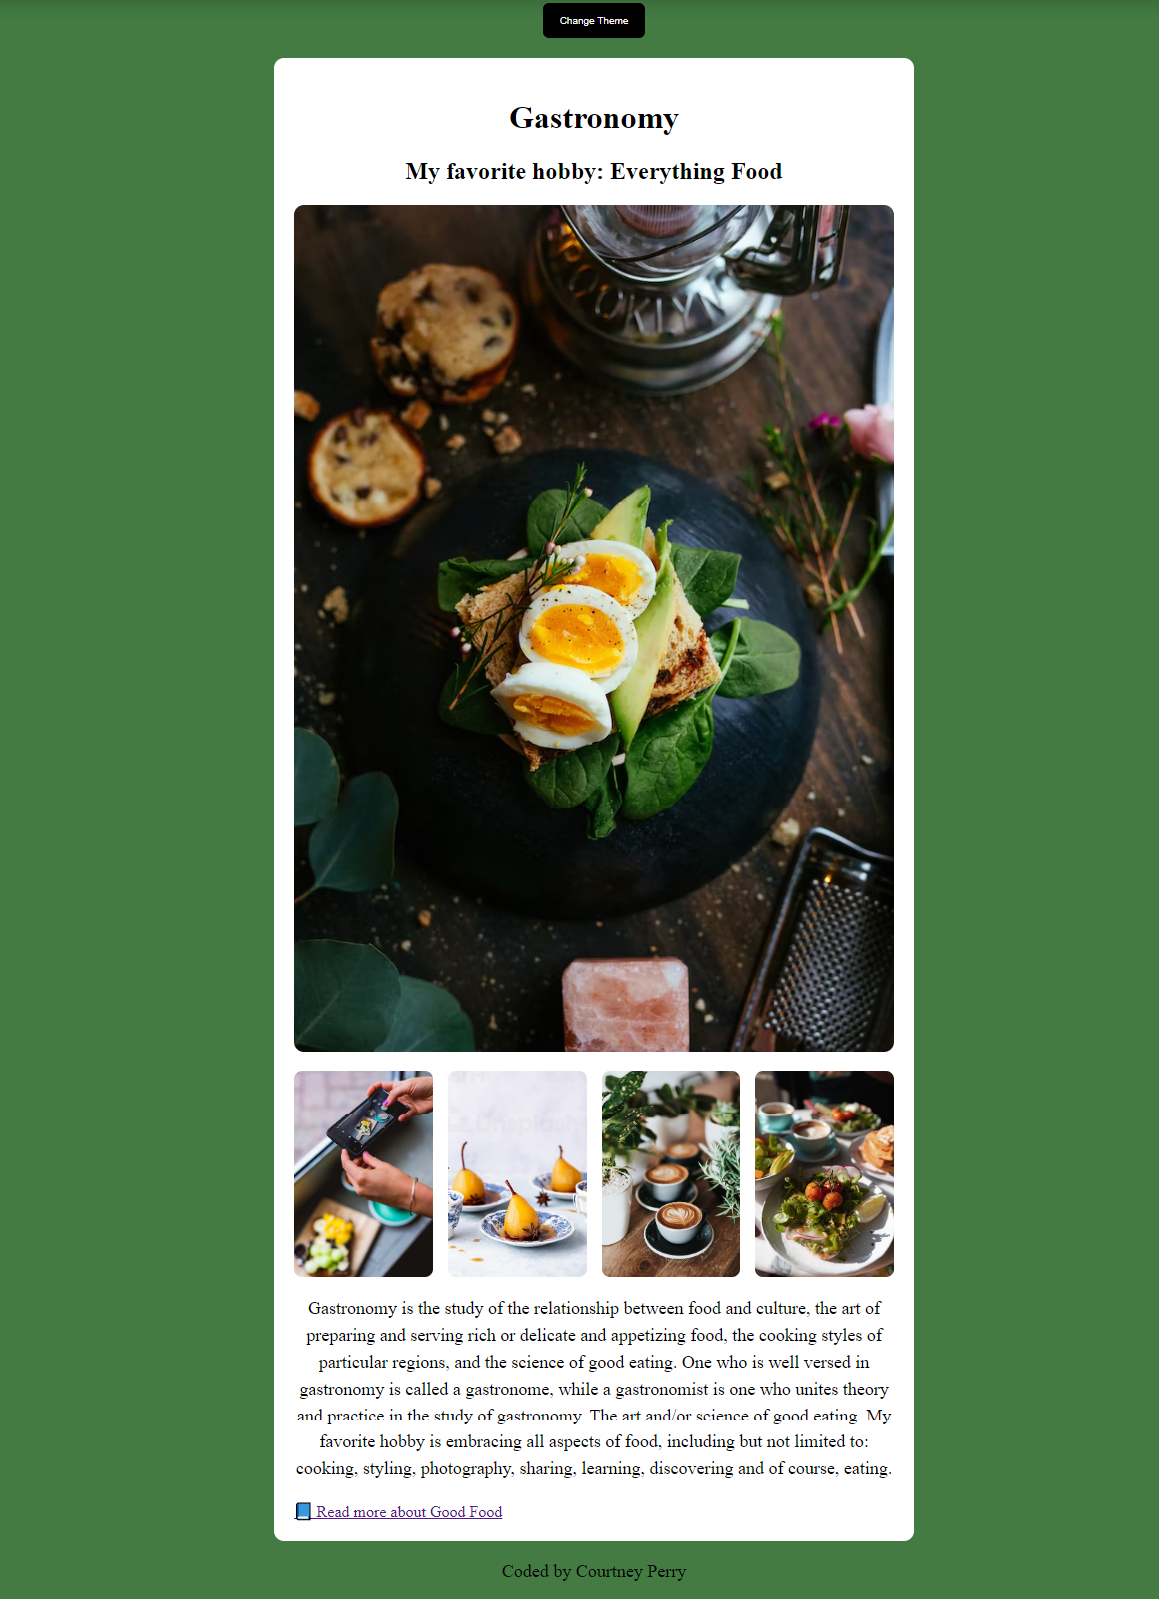 Change Theme
Gastronomy
My favorite hobby: Everything Food
OKLY
Gastronomy is the study of the relationship between food and culture, the art of
preparing and serving rich or delicate and appetizing food, the cooking styles of
particular regions, and the science of good eating. One who is well versed in
gastronomy is called a gastronome, while a gastronomist is one who unites theory
and practice in the study of gastronomy. The art and/or science of good eating. My
favorite hobby is embracing all aspects of food, including but not limited to:
cooking, styling, photography, sharing, learning, discovering and of course, eating.
📘 Read more about Good Food
Coded by Courtney Perry